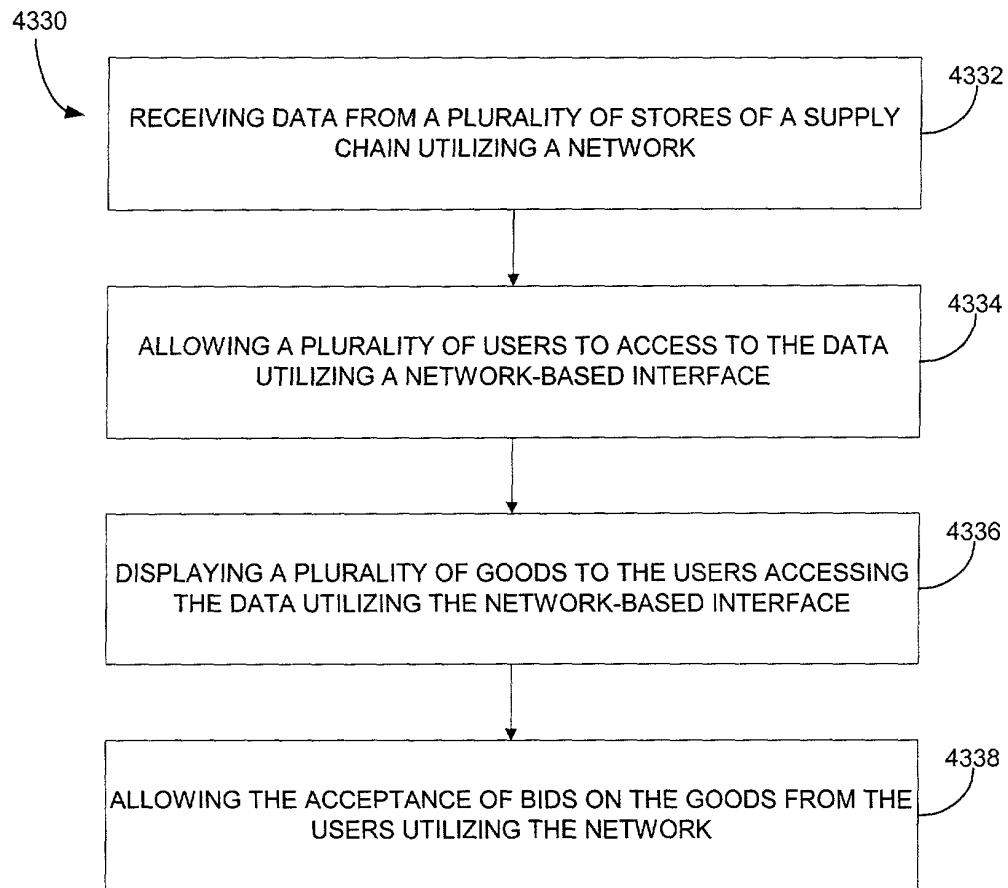 4330
4332
RECEIVING DATA FROM A PLURALITY OF STORES OF A SUPPLY
CHAIN UTILIZING A NETWORK
4334
ALLOWING A PLURALITY OF USERS TO ACCESS TO THE DATA
UTILIZING A NETWORK-BASED INTERFACE
4336
DISPLAYING A PLURALITY OF GOODS TO THE USERS ACCESSING
THE DATA UTILIZING THE NETWORK-BASED INTERFACE
4338
ALLOWING THE ACCEPTANCE OF BIDS ON THE GOODS FROM THE
USERS UTILIZING THE NETWORK